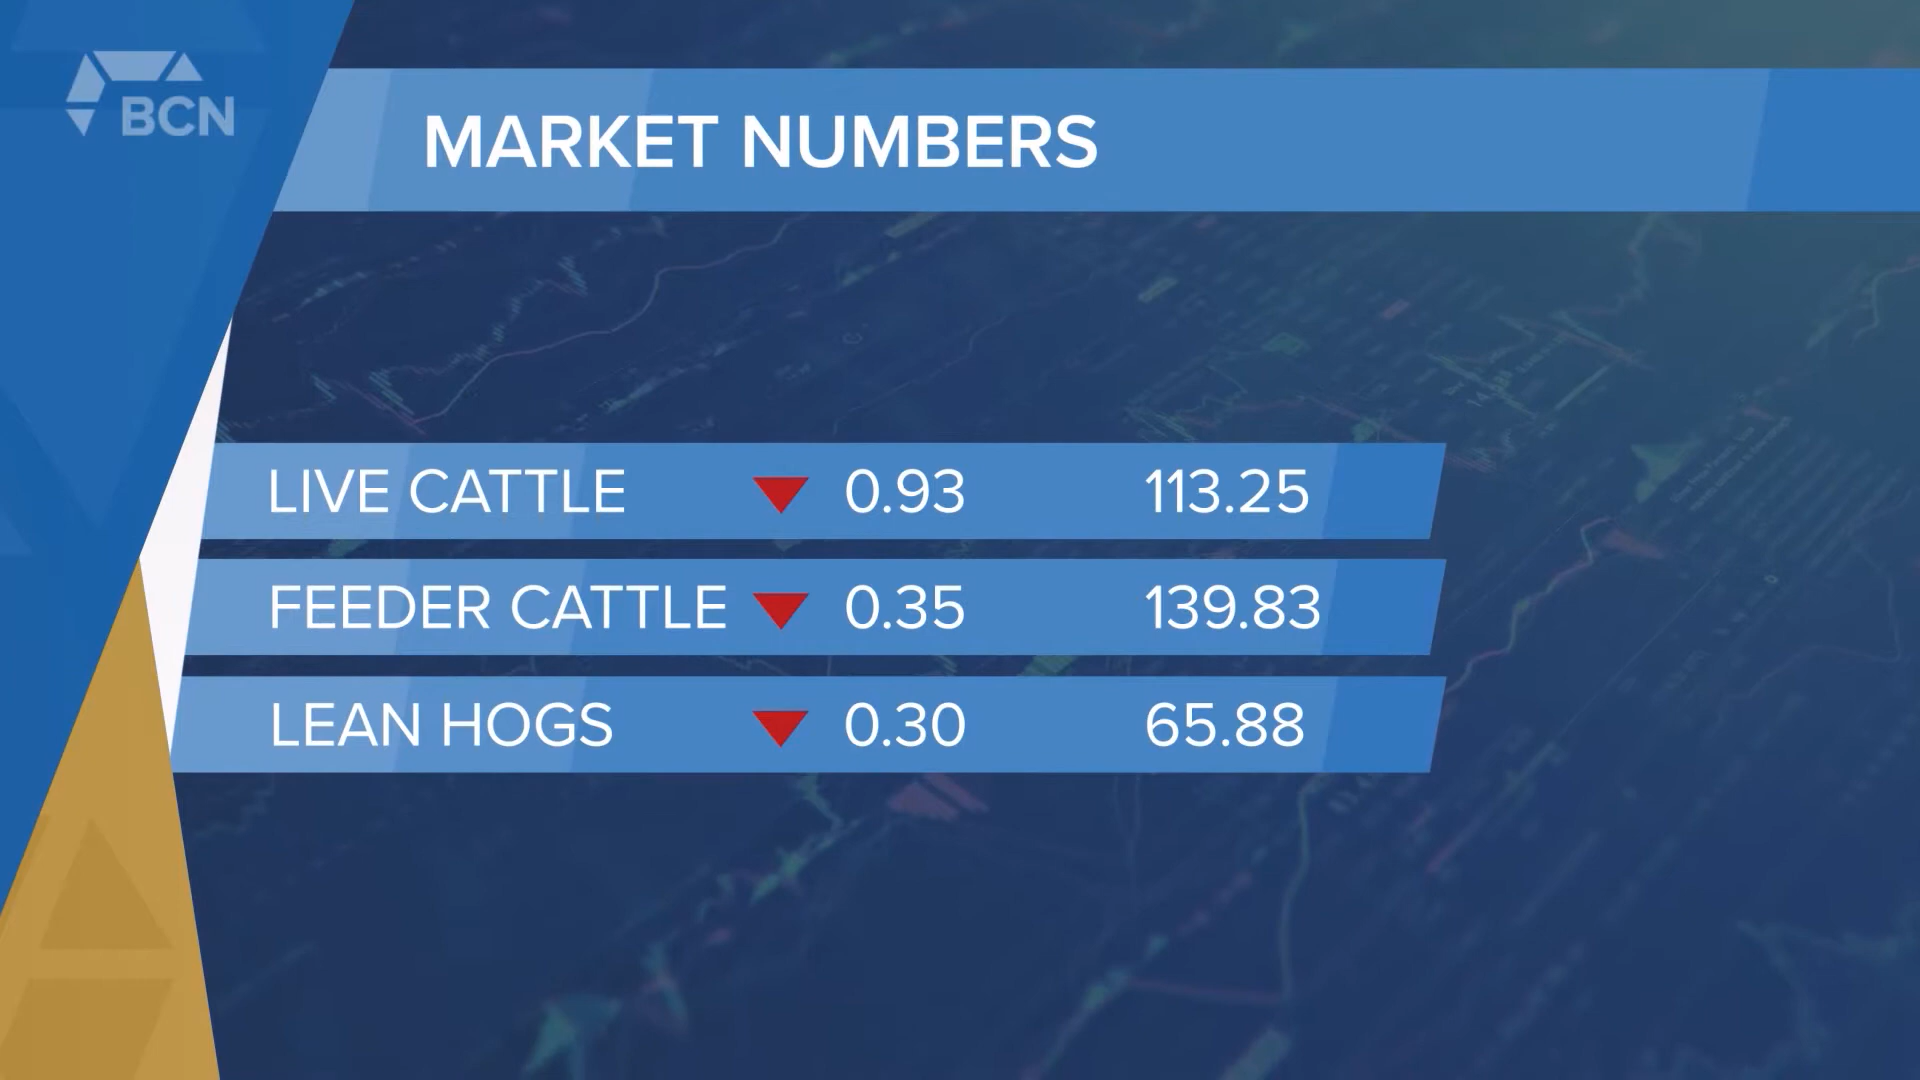 BCN
MARKET NUMBERS
LIVE CATTLE 0.93 113.25
FEEDER CATTLE 0.35 139.83
LEAN HOGS 0.30 65.88